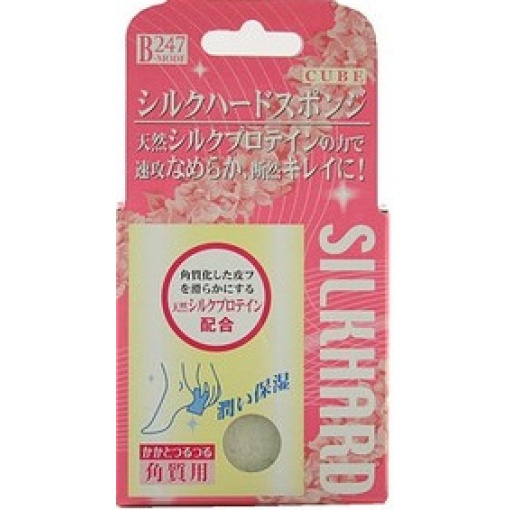 B247
-MODE
CUBE
シルクハードスポンジ
天然シルクプロテインの力で
速攻なめらか、断然キレイに!
SILKHARD
角質化した皮フ
を滑らかにする
天然シルクプロテイン
配合
潤い保湿
かかとつるつる
角質用